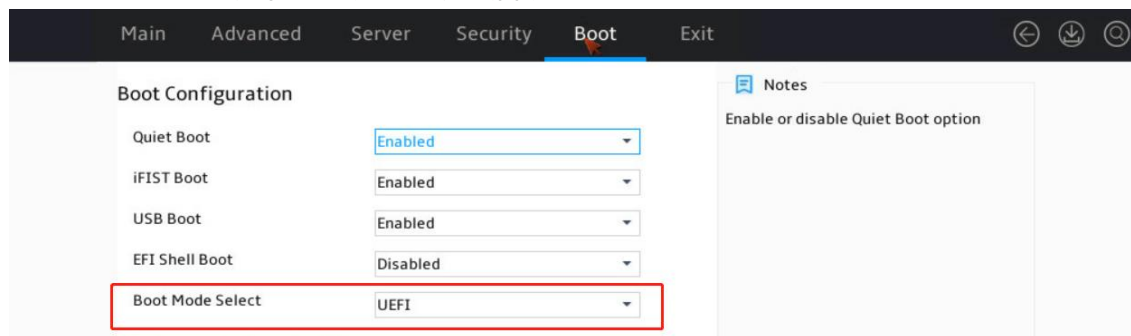 Main Advanced Server Security Boot Exit
Boot Configuration
Notes
Enable or disable Quiet Boot option
Quiet Boot Enabled
iFIST Boot Enabled
USB Boot Enabled
EFI Shell Boot Disabled
Boot Mode Select UEFI